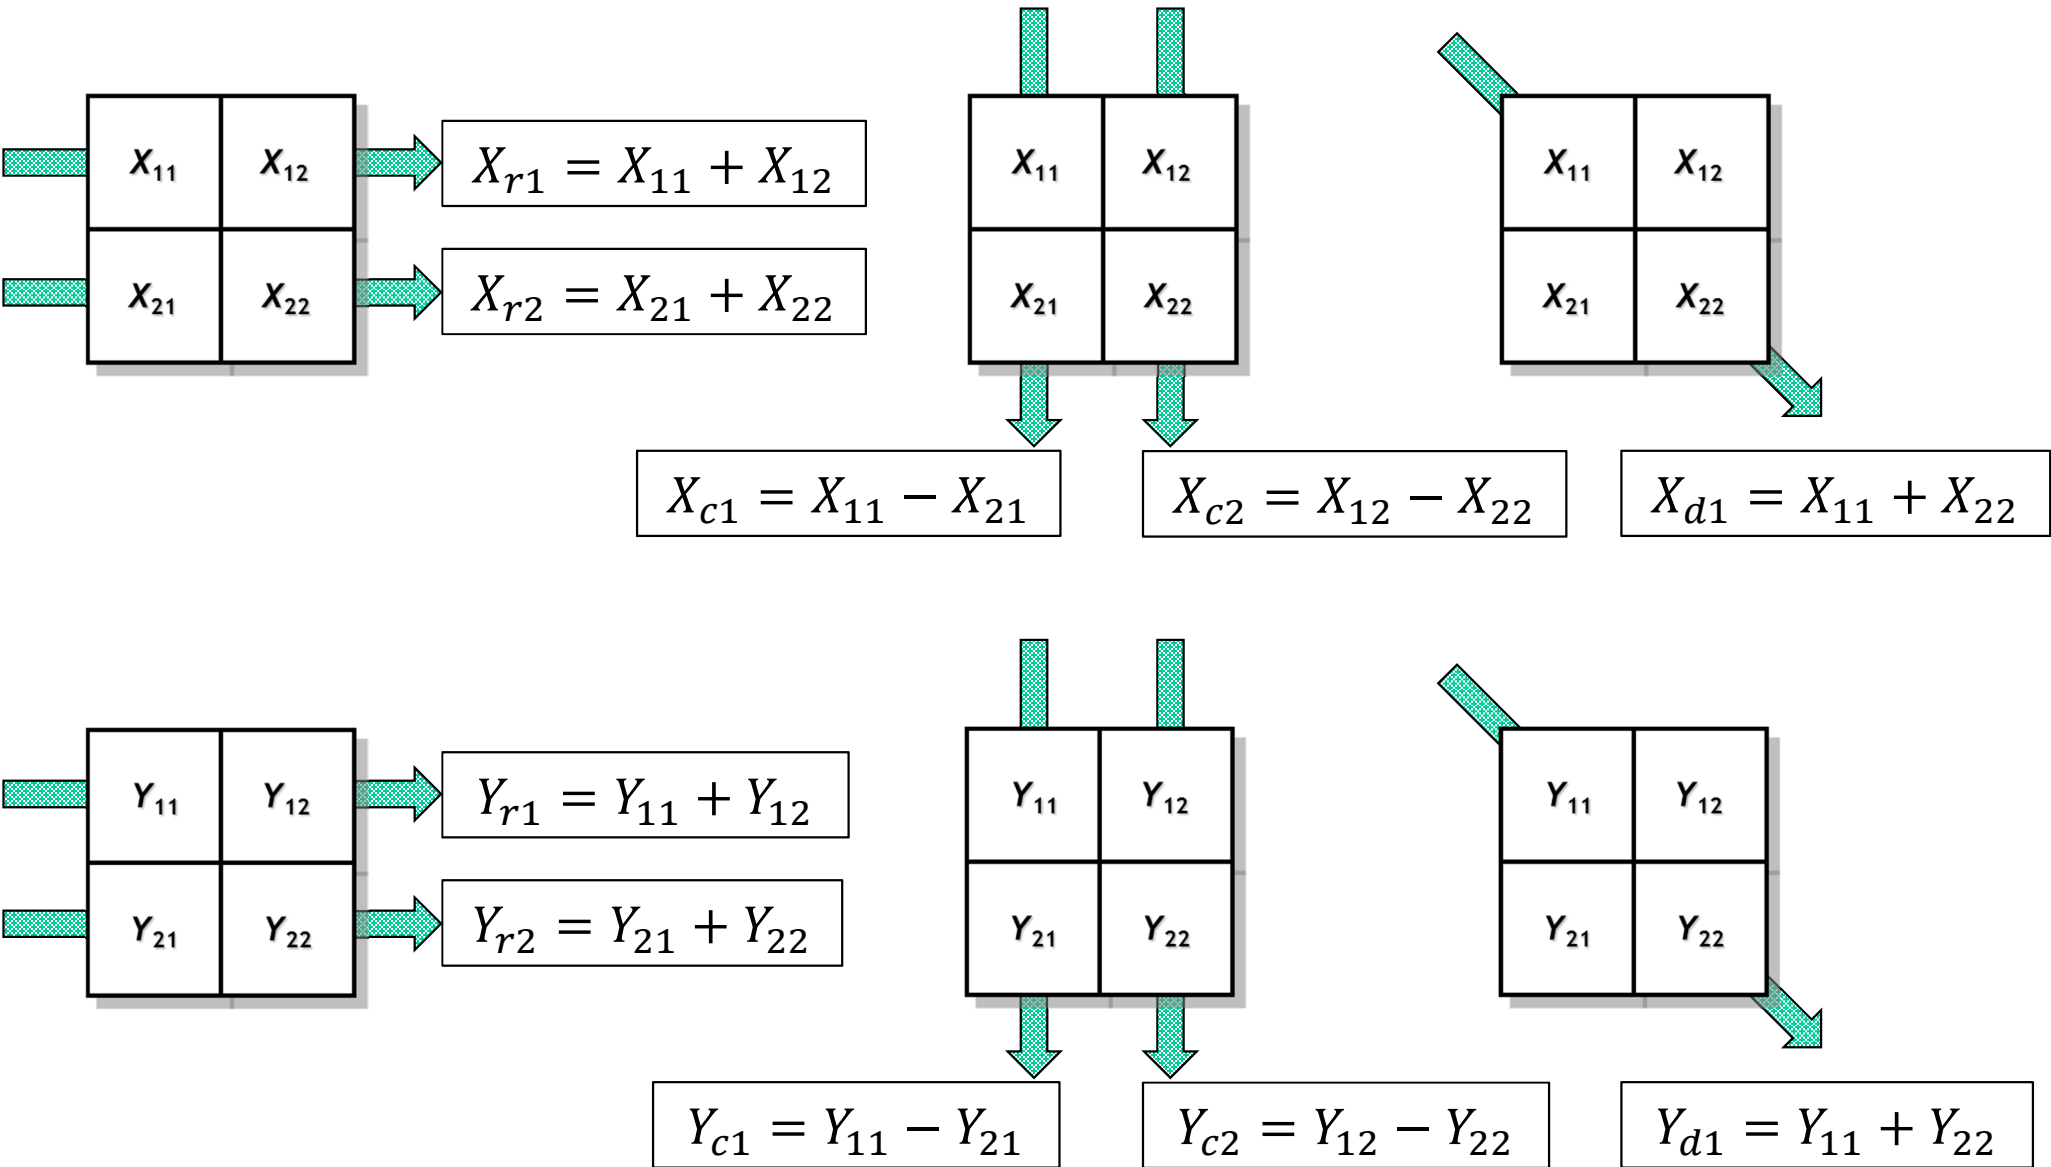 X11 X12 Xr1 = X11 + X12
X21 X22 Xr2 = X21 + X22
X11 X12
X21 X22
Xc1 = X11 − X21
Xc2 = X12 − X22
X11 X12
X21 X22
Xd1 = X11 + X22
Y11 Y12 Yr1 = Y11 + Y12
Y21 Y22 Yr2 = Y21 + Y22
Y11 Y12
Y21 Y22
Yc1 = Y11 − Y21
Yc2 = Y12 − Y22
Y11 Y12
Y21 Y22
Yd1 = Y11 + Y22